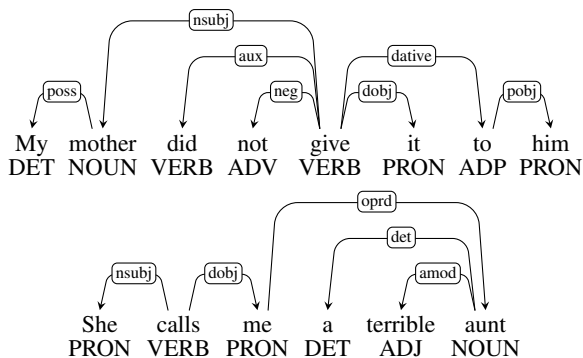 nsubj
aux dative
poss neg dobj pobj
My mother did not give it to him
DET NOUN VERB ADV VERB PRON ADP PRON
oprd
det
nsubj dobj amod
She calls me a terrible aunt
PRON VERB PRON DET ADJ NOUN